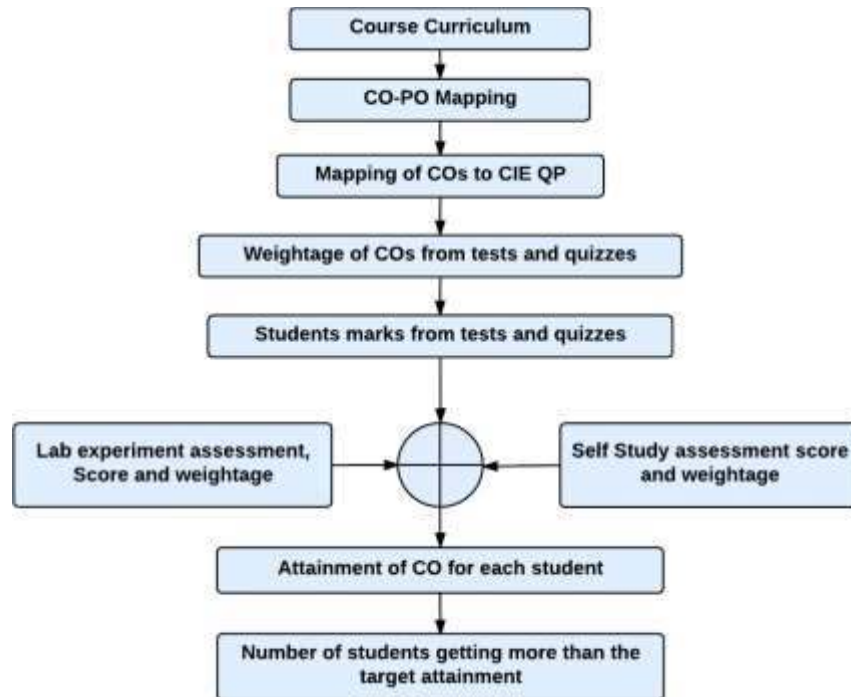 Course Curriculum
CO-PO Mapping
Mapping of COs to CIE QP
Weightage of COs from tests and quizzes
Students marks from tests and quizzes
Lab experiment assessment,
Score and weightage
Self Study assessment score
and weightage
Attainment of CO for each student
Number of students getting more than the
target attainment